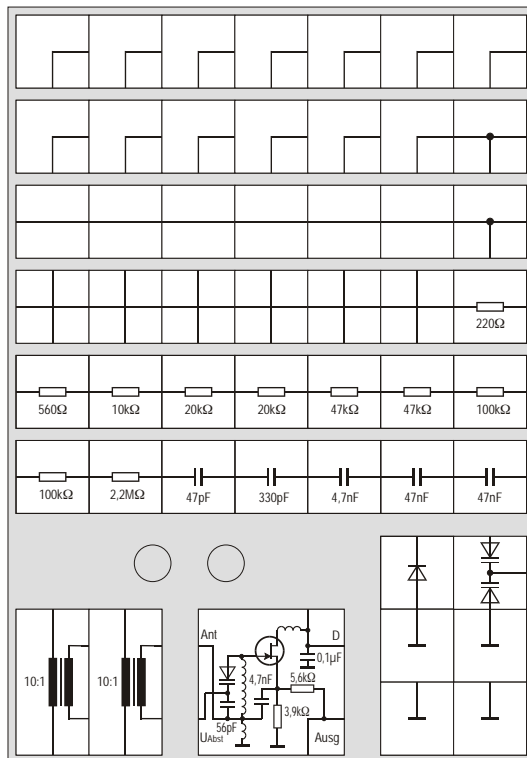 220Ω
560Ω 10kΩ 20kΩ 20kΩ 47kΩ 47kΩ 100kΩ
100kΩ 2,2MΩ 47pF 330pF 4,7nF 47nF 47nF
10:1 10:1
Ant D
0,1µF
4,7nF 5,6kΩ
3,9kΩ
56pF
UAbst Ausg